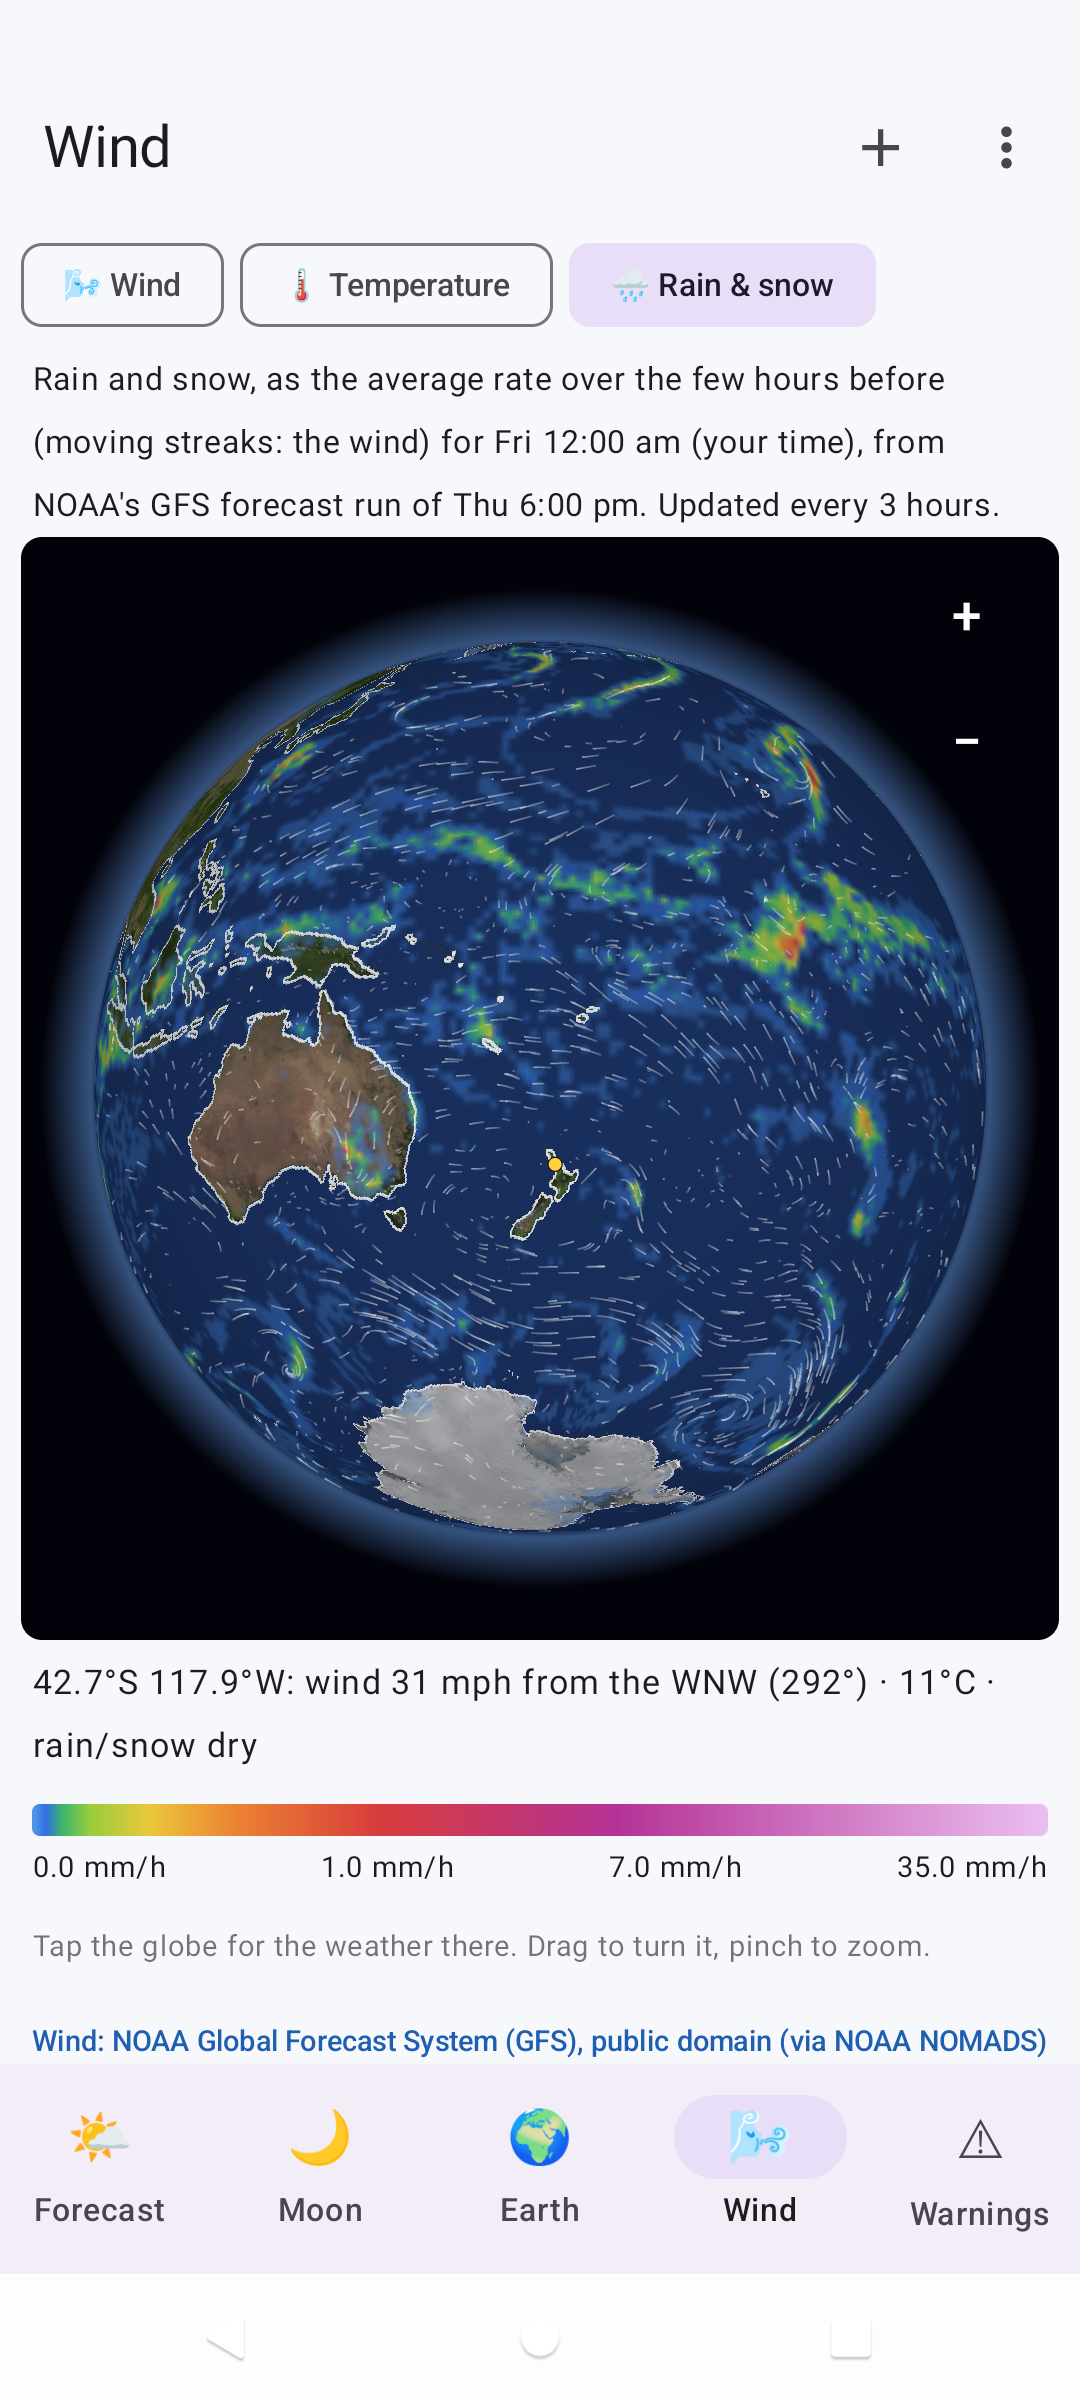 Wind
Wind
Temperature
Rain & snow
Rain and snow, as the average rate over the few hours before
(moving streaks: the wind) for Fri 12:00 am (your time), from
NOAA's GFS forecast run of Thu 6:00 pm. Updated every 3 hours.
+
−
42.7°S 117.9°W: wind 31 mph from the WNW (292°) · 11°C ·
rain/snow dry
0.0 mm/h 1.0 mm/h 7.0 mm/h 35.0 mm/h
Tap the globe for the weather there. Drag to turn it, pinch to zoom.
Wind: NOAA Global Forecast System (GFS), public domain (via NOAA NOMADS)
Forecast Moon Earth Wind Warnings